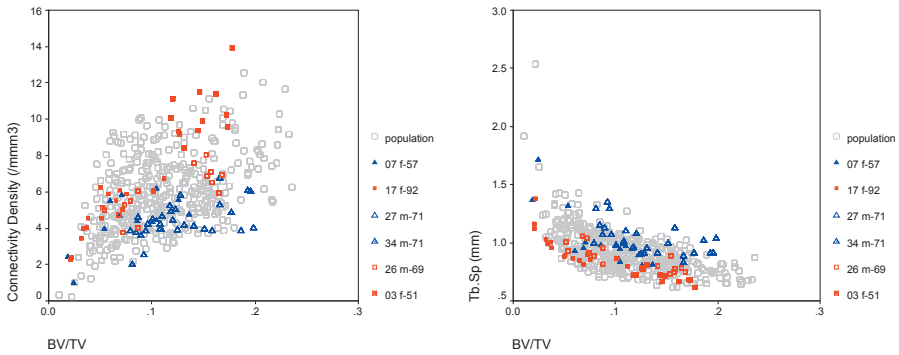 16
14
12
10
8
6
4
2
0
0.0
.1
.2
.3
Connectivity Density (/mmm3)
BV/TV
population
07 f-57
17 f-92
27 m-71
34 m-71
26 m-69
03 f-51
3.0
2.5
2.0
1.5
1.0
.5
0.0
.1
.2
.3
Tb.Sp (mm)
BV/TV
population
07 f-57
17 f-92
27 m-71
34 m-71
26 m-69
03 f-51